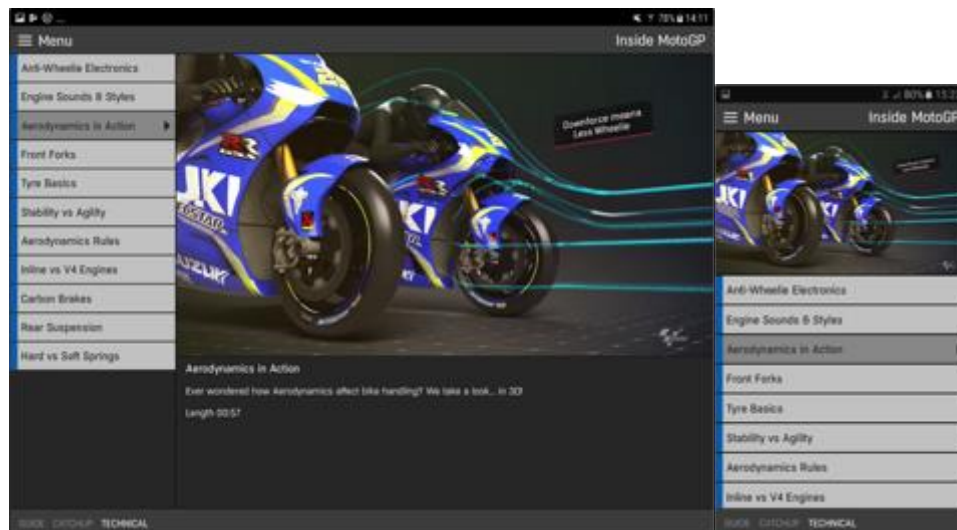 70% 14:11
Menu
Inside MotoGP
Anti-Wheelie Electronics
Engine Sounds & Styles
Aerodynamics in Action
Front Forks
Tyre Basics
Stability vs Agility
Aerodynamics Rules
Inline vs V4 Engines
Carbon Brakes
Rear Suspension
Hard vs Soft Springs
Downforce means
Less Wheelie
Aerodynamics in Action
Ever wondered how Aerodynamics affect bike handling? We take a look... in 3D!
Length 00:57
GUIDE CATCHUP TECHNICAL
80%
Menu
Inside MotoGP
Anti-Wheelie Electronics
Engine Sounds & Styles
Aerodynamics in Action
Front Forks
Tyre Basics
Stability vs Agility
Aerodynamics Rules
Inline vs V4 Engines
GUIDE CATCHUP TECHNICAL